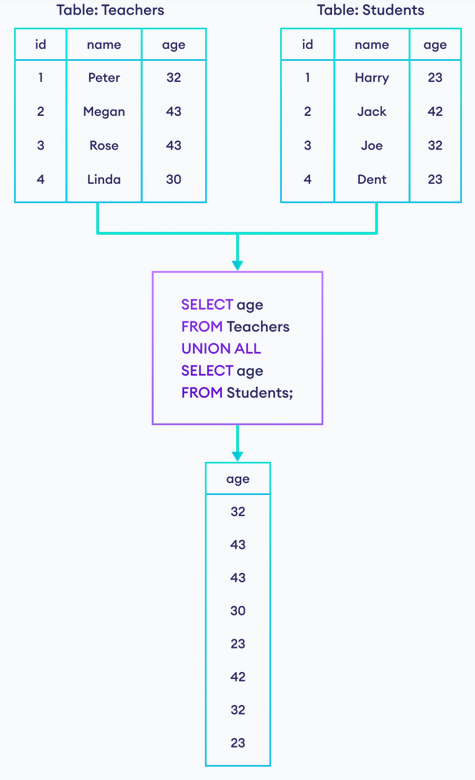 Table: Teachers
id name age
1 Peter 32
2 Megan 43
3 Rose 43
4 Linda 30
Table: Students
id name age
1 Harry 23
2 Jack 42
3 Joe 32
4 Dent 23
SELECT age
FROM Teachers
UNION ALL
SELECT age
FROM Students;
age
32
43
43
30
23
42
32
23